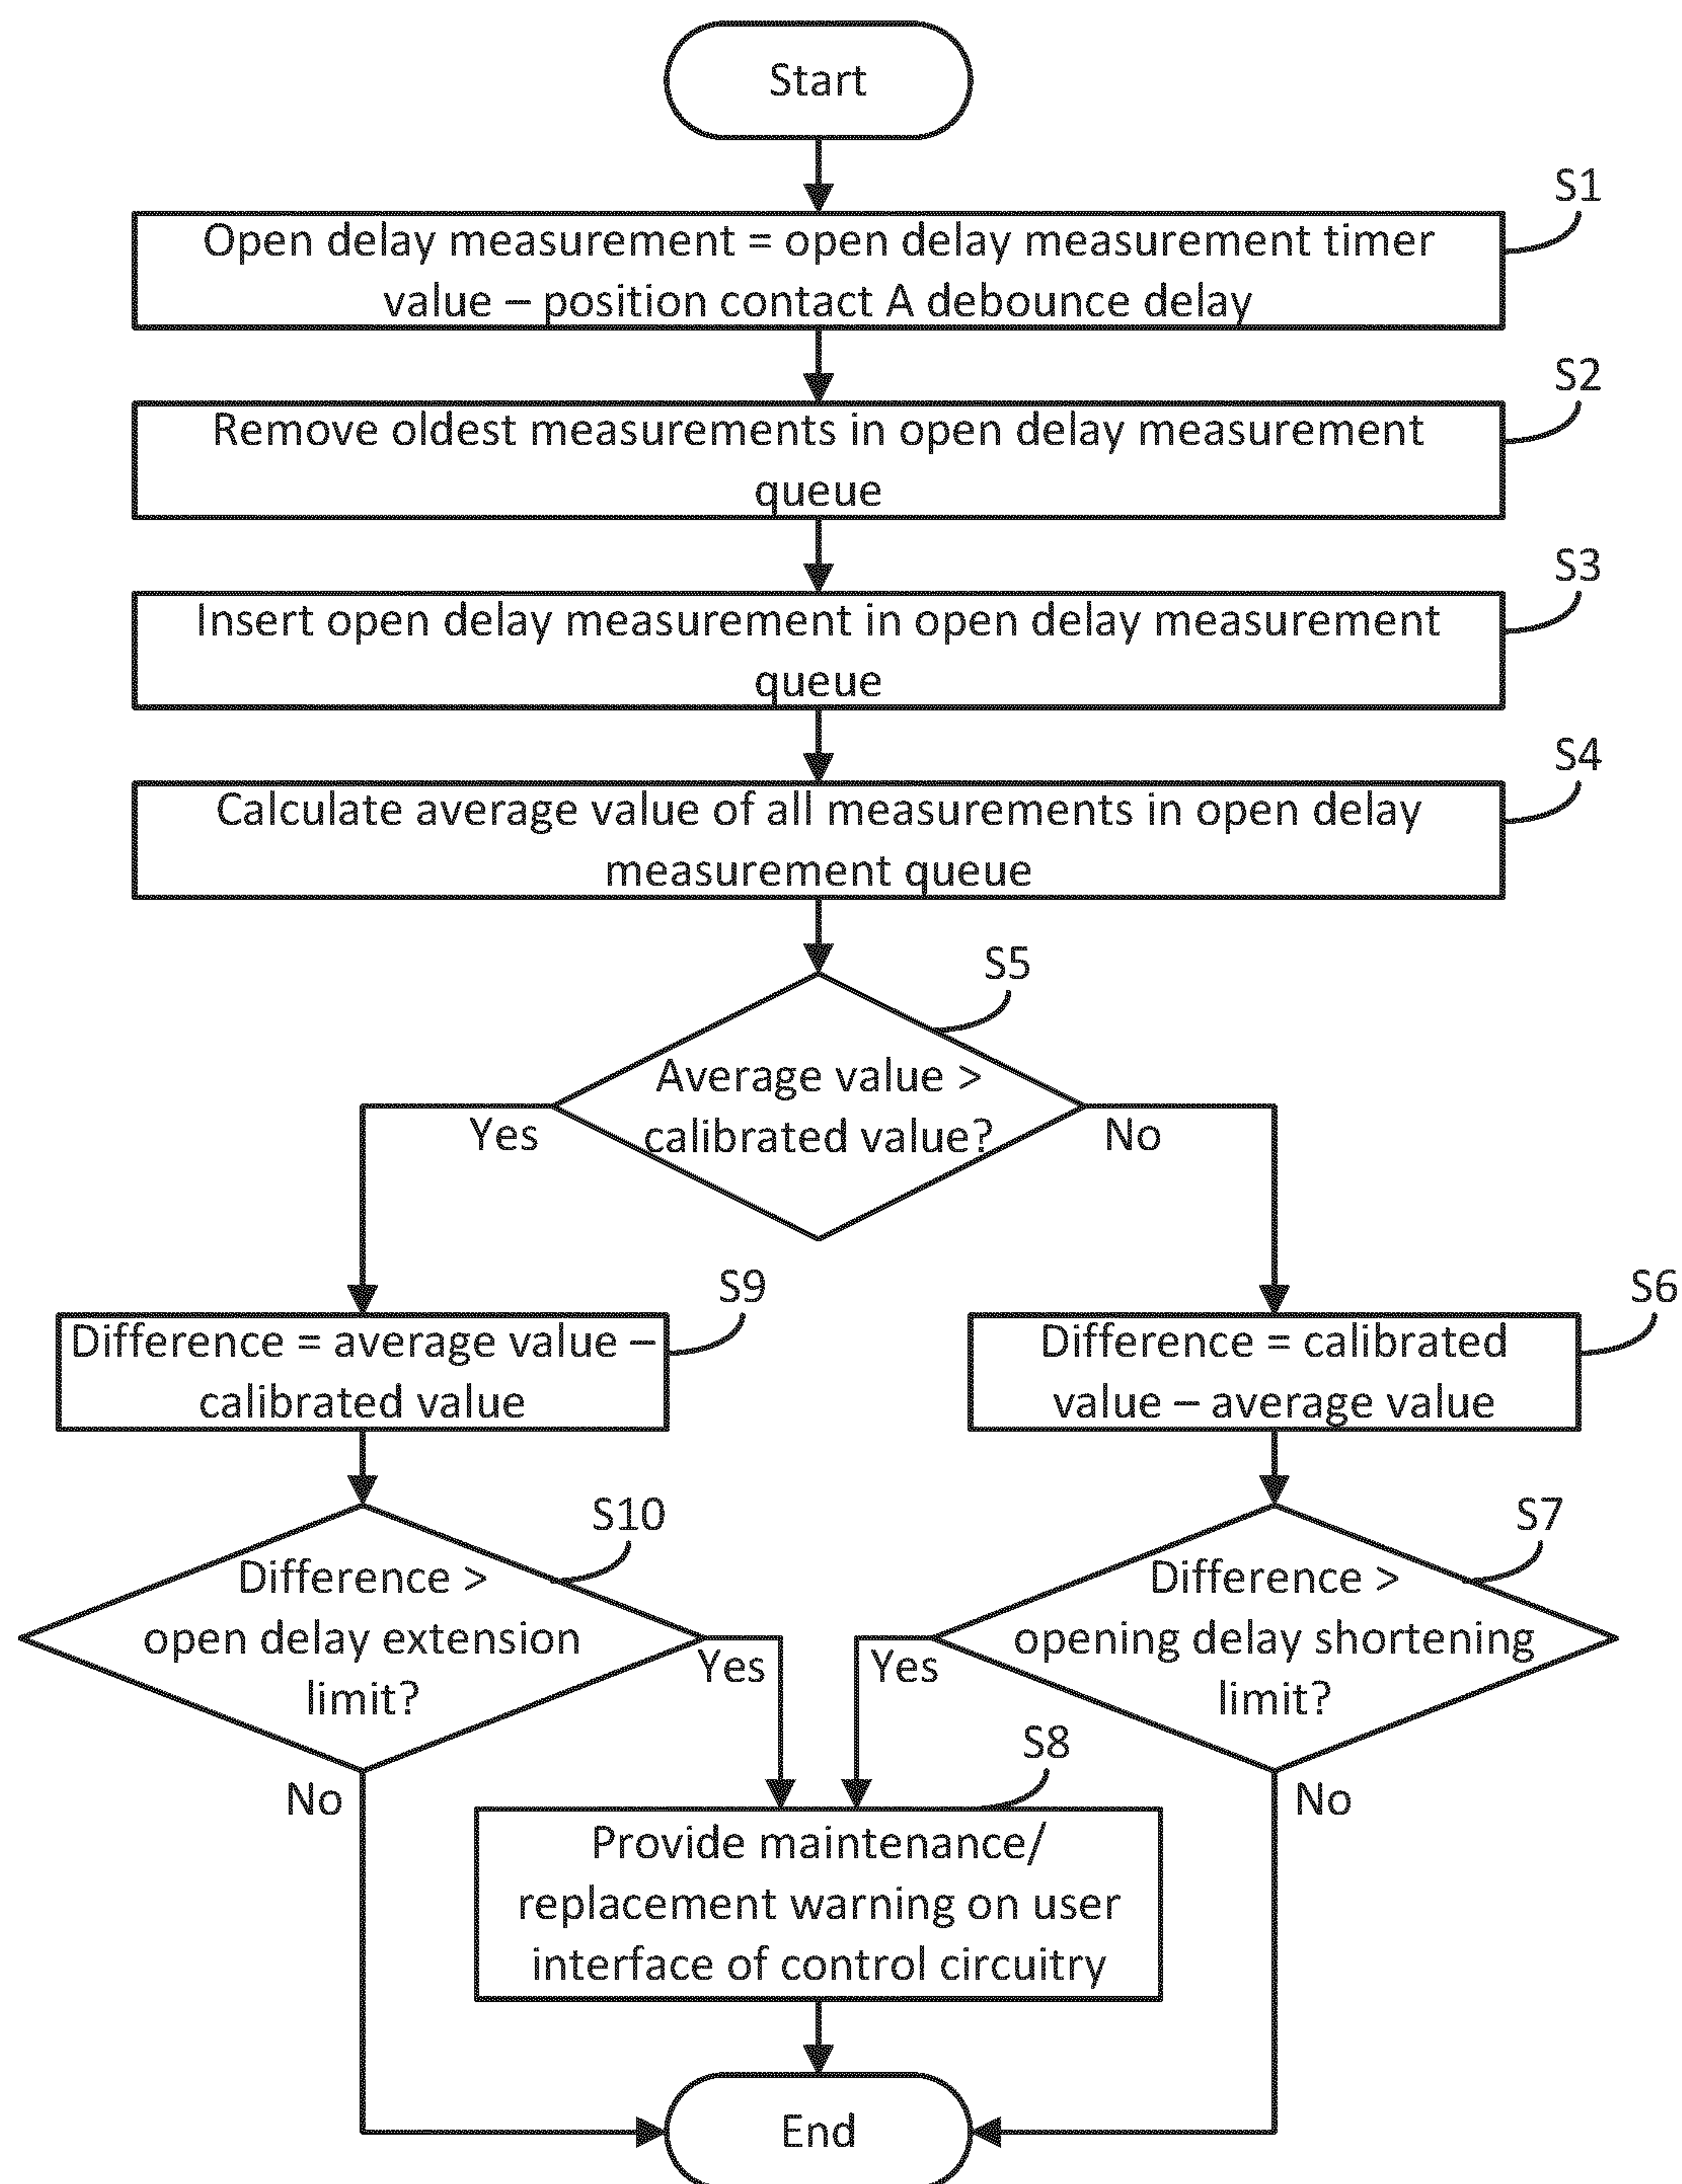 Start
S1
Open delay measurement = open delay measurement timer
value – position contact A debounce delay
S2
Remove oldest measurements in open delay measurement
queue
S3
Insert open delay measurement in open delay measurement
queue
S4
Calculate average value of all measurements in open delay
measurement queue
S5
Average value >
calibrated value?
Yes
No
S9
Difference = average value –
calibrated value
S6
Difference = calibrated
value – average value
S10
Difference >
open delay extension
limit?
Yes
No
S7
Difference >
opening delay shortening
limit?
Yes
No
S8
Provide maintenance/
replacement warning on user
interface of control circuitry
End